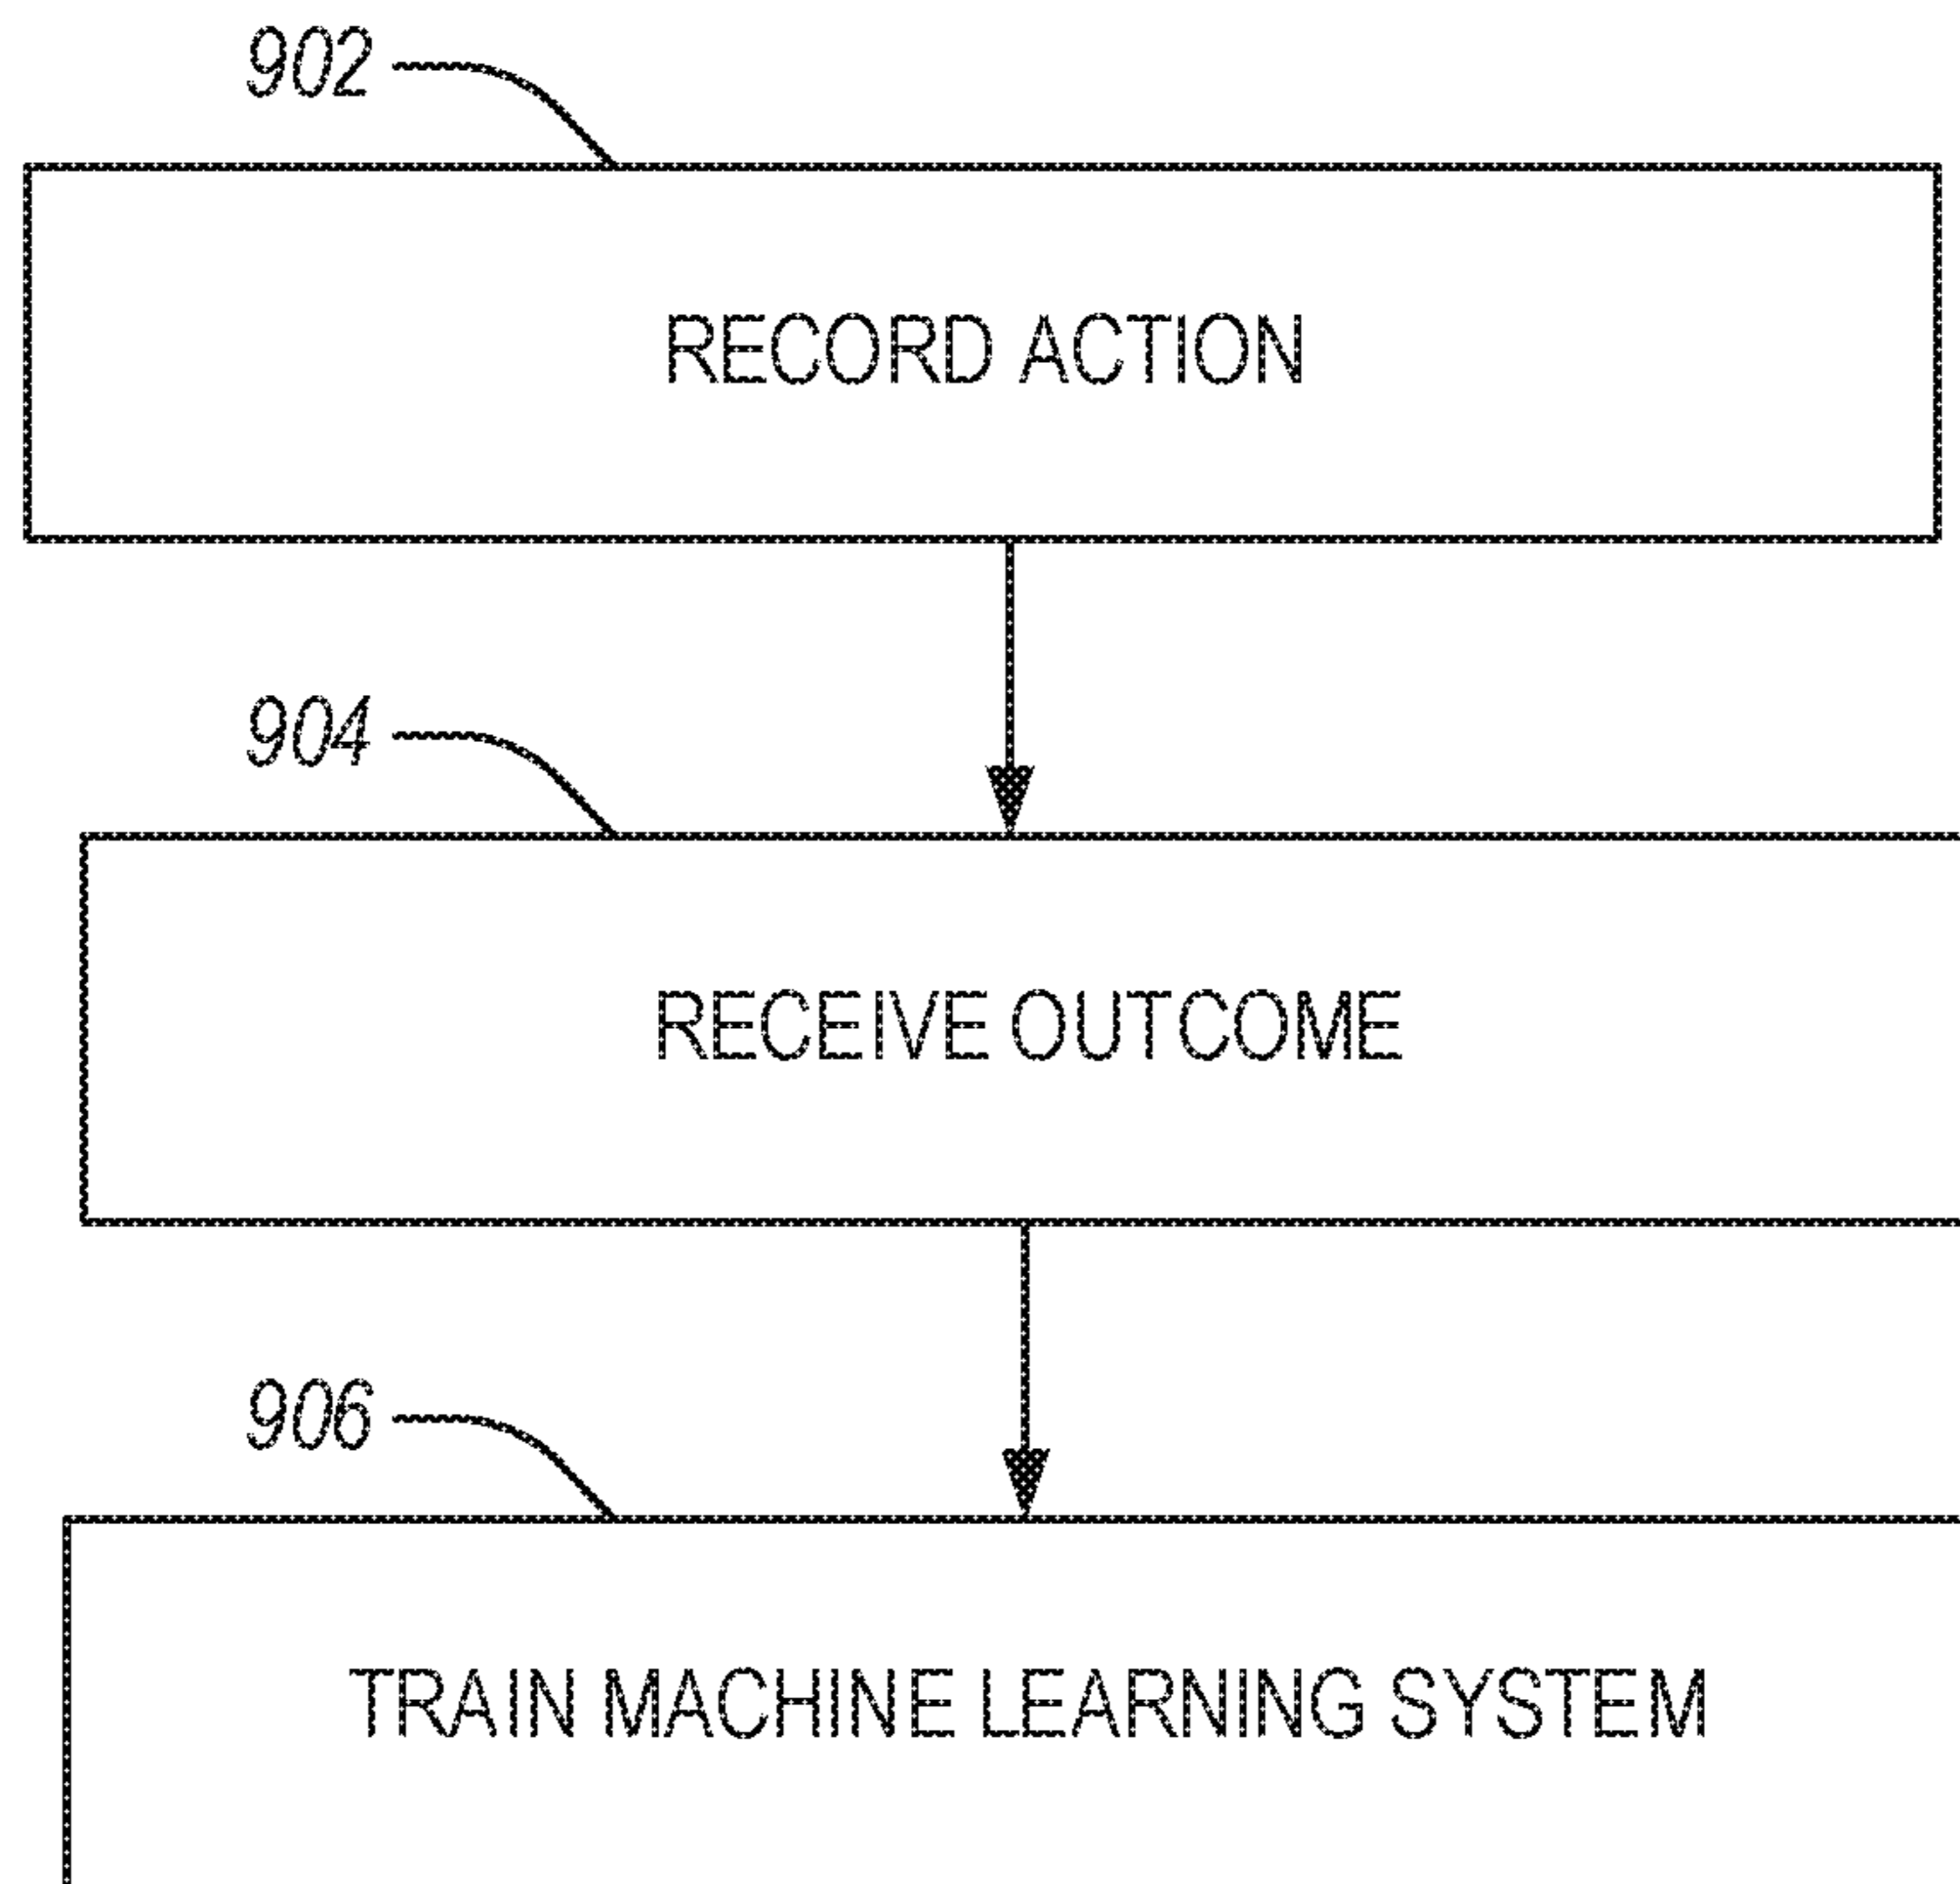 902
RECORD ACTION
904
RECEIVE OUTCOME
906
TRAIN MACHINE LEARNING SYSTEM